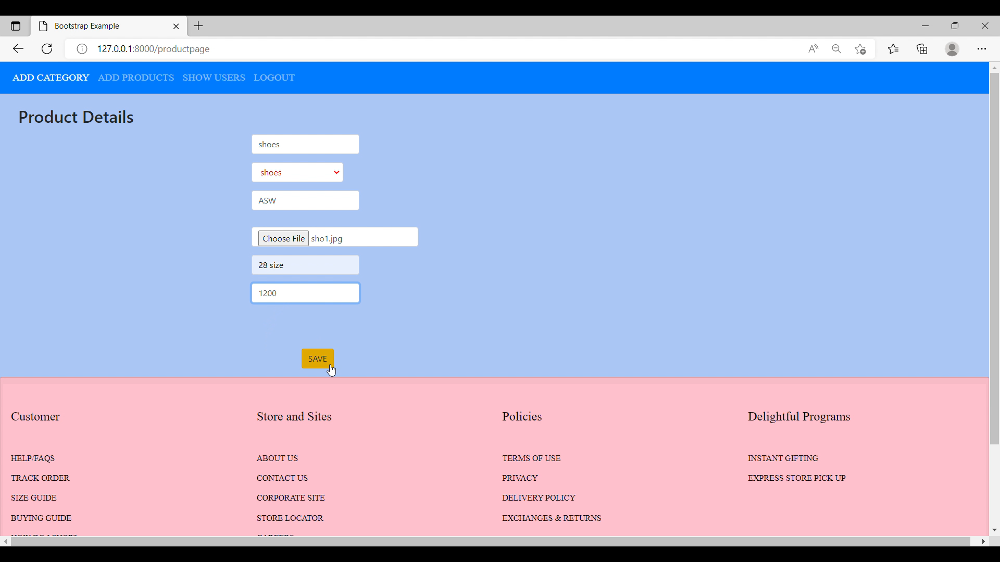 Bootstrap Example
127.0.0.1:8000/productpage
ADD CATEGORY ADD PRODUCTS SHOW USERS LOGOUT
Product Details
shoes
shoes
ASW
Choose File sho1.jpg
28 size
1200
SAVE
Customer
Store and Sites
Policies
Delightful Programs
HELP/FAQS
ABOUT US
TERMS OF USE
INSTANT GIFTING
TRACK ORDER
CONTACT US
PRIVACY
EXPRESS STORE PICK UP
SIZE GUIDE
CORPORATE SITE
DELIVERY POLICY
BUYING GUIDE
STORE LOCATOR
EXCHANGES & RETURNS